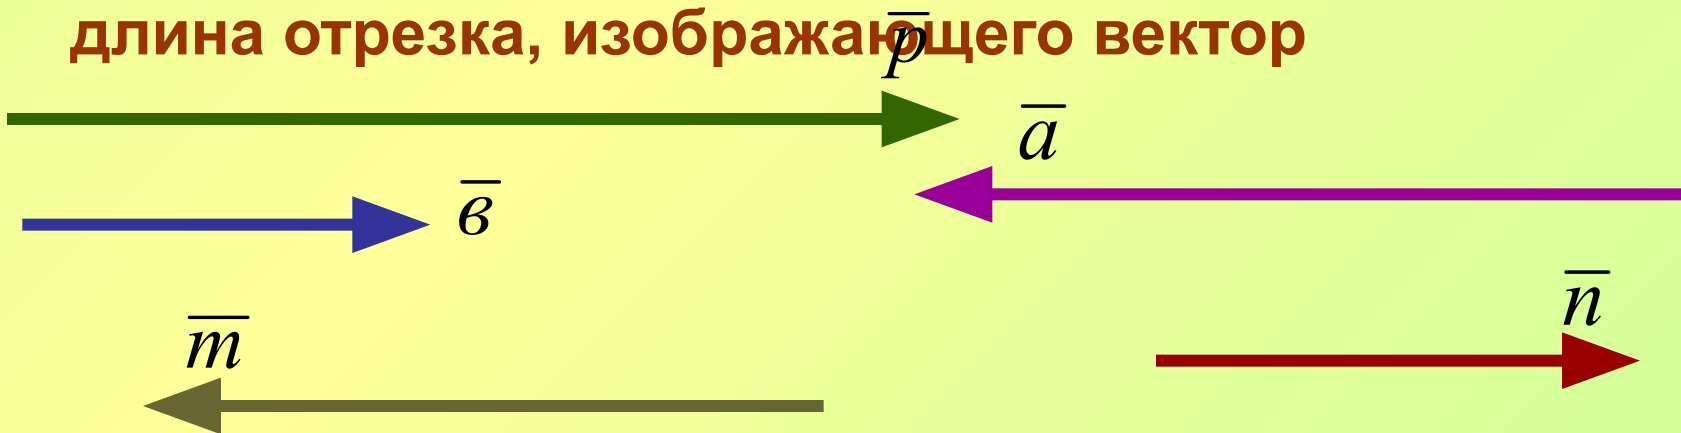 длина отрезка, изображающего вектор
p̅
a̅
в̅
n̅
m̅